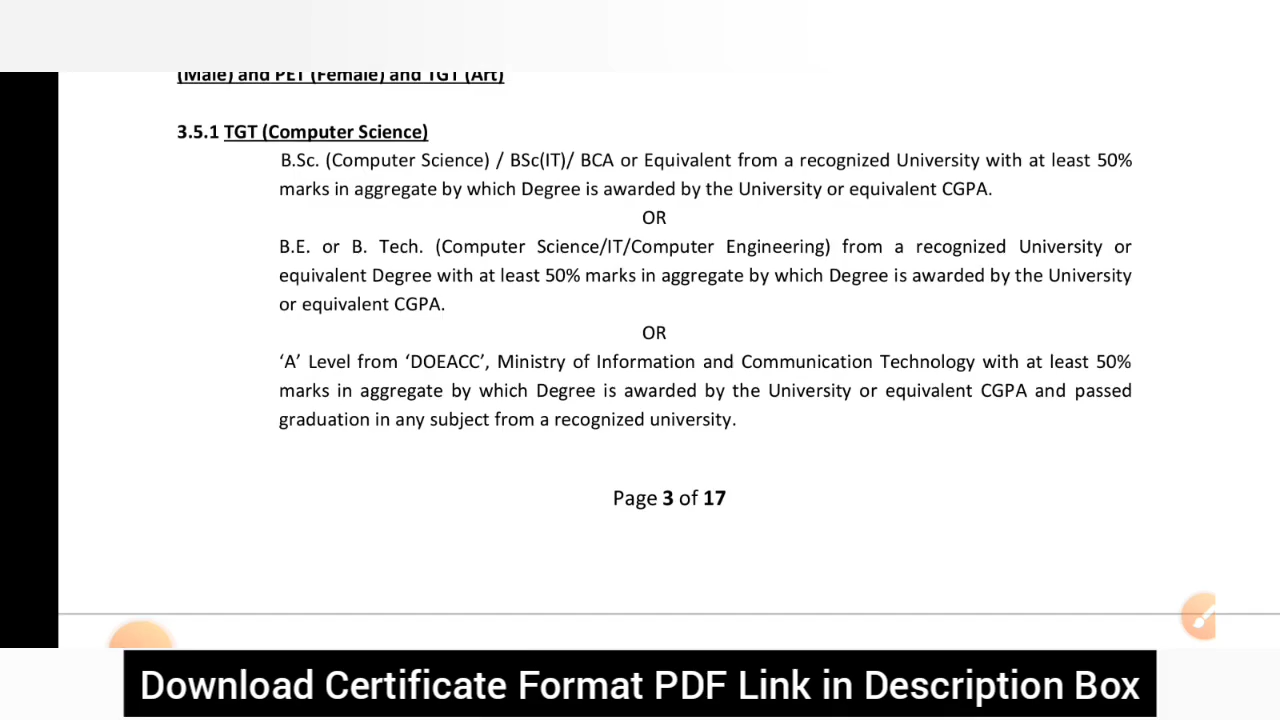 (Male) and PET (Female) and TGT (Art)
3.5.1 TGT (Computer Science)
B.Sc. (Computer Science) / BSc(IT)/ BCA or Equivalent from a recognized University with at least 50%
marks in aggregate by which Degree is awarded by the University or equivalent CGPA.
OR
B.E. or B. Tech. (Computer Science/IT/Computer Engineering) from a recognized University or
equivalent Degree with at least 50% marks in aggregate by which Degree is awarded by the University
or equivalent CGPA.
OR
‘A’ Level from ‘DOEACC’, Ministry of Information and Communication Technology with at least 50%
marks in aggregate by which Degree is awarded by the University or equivalent CGPA and passed
graduation in any subject from a recognized university.
Page 3 of 17
Download Certificate Format PDF Link in Description Box